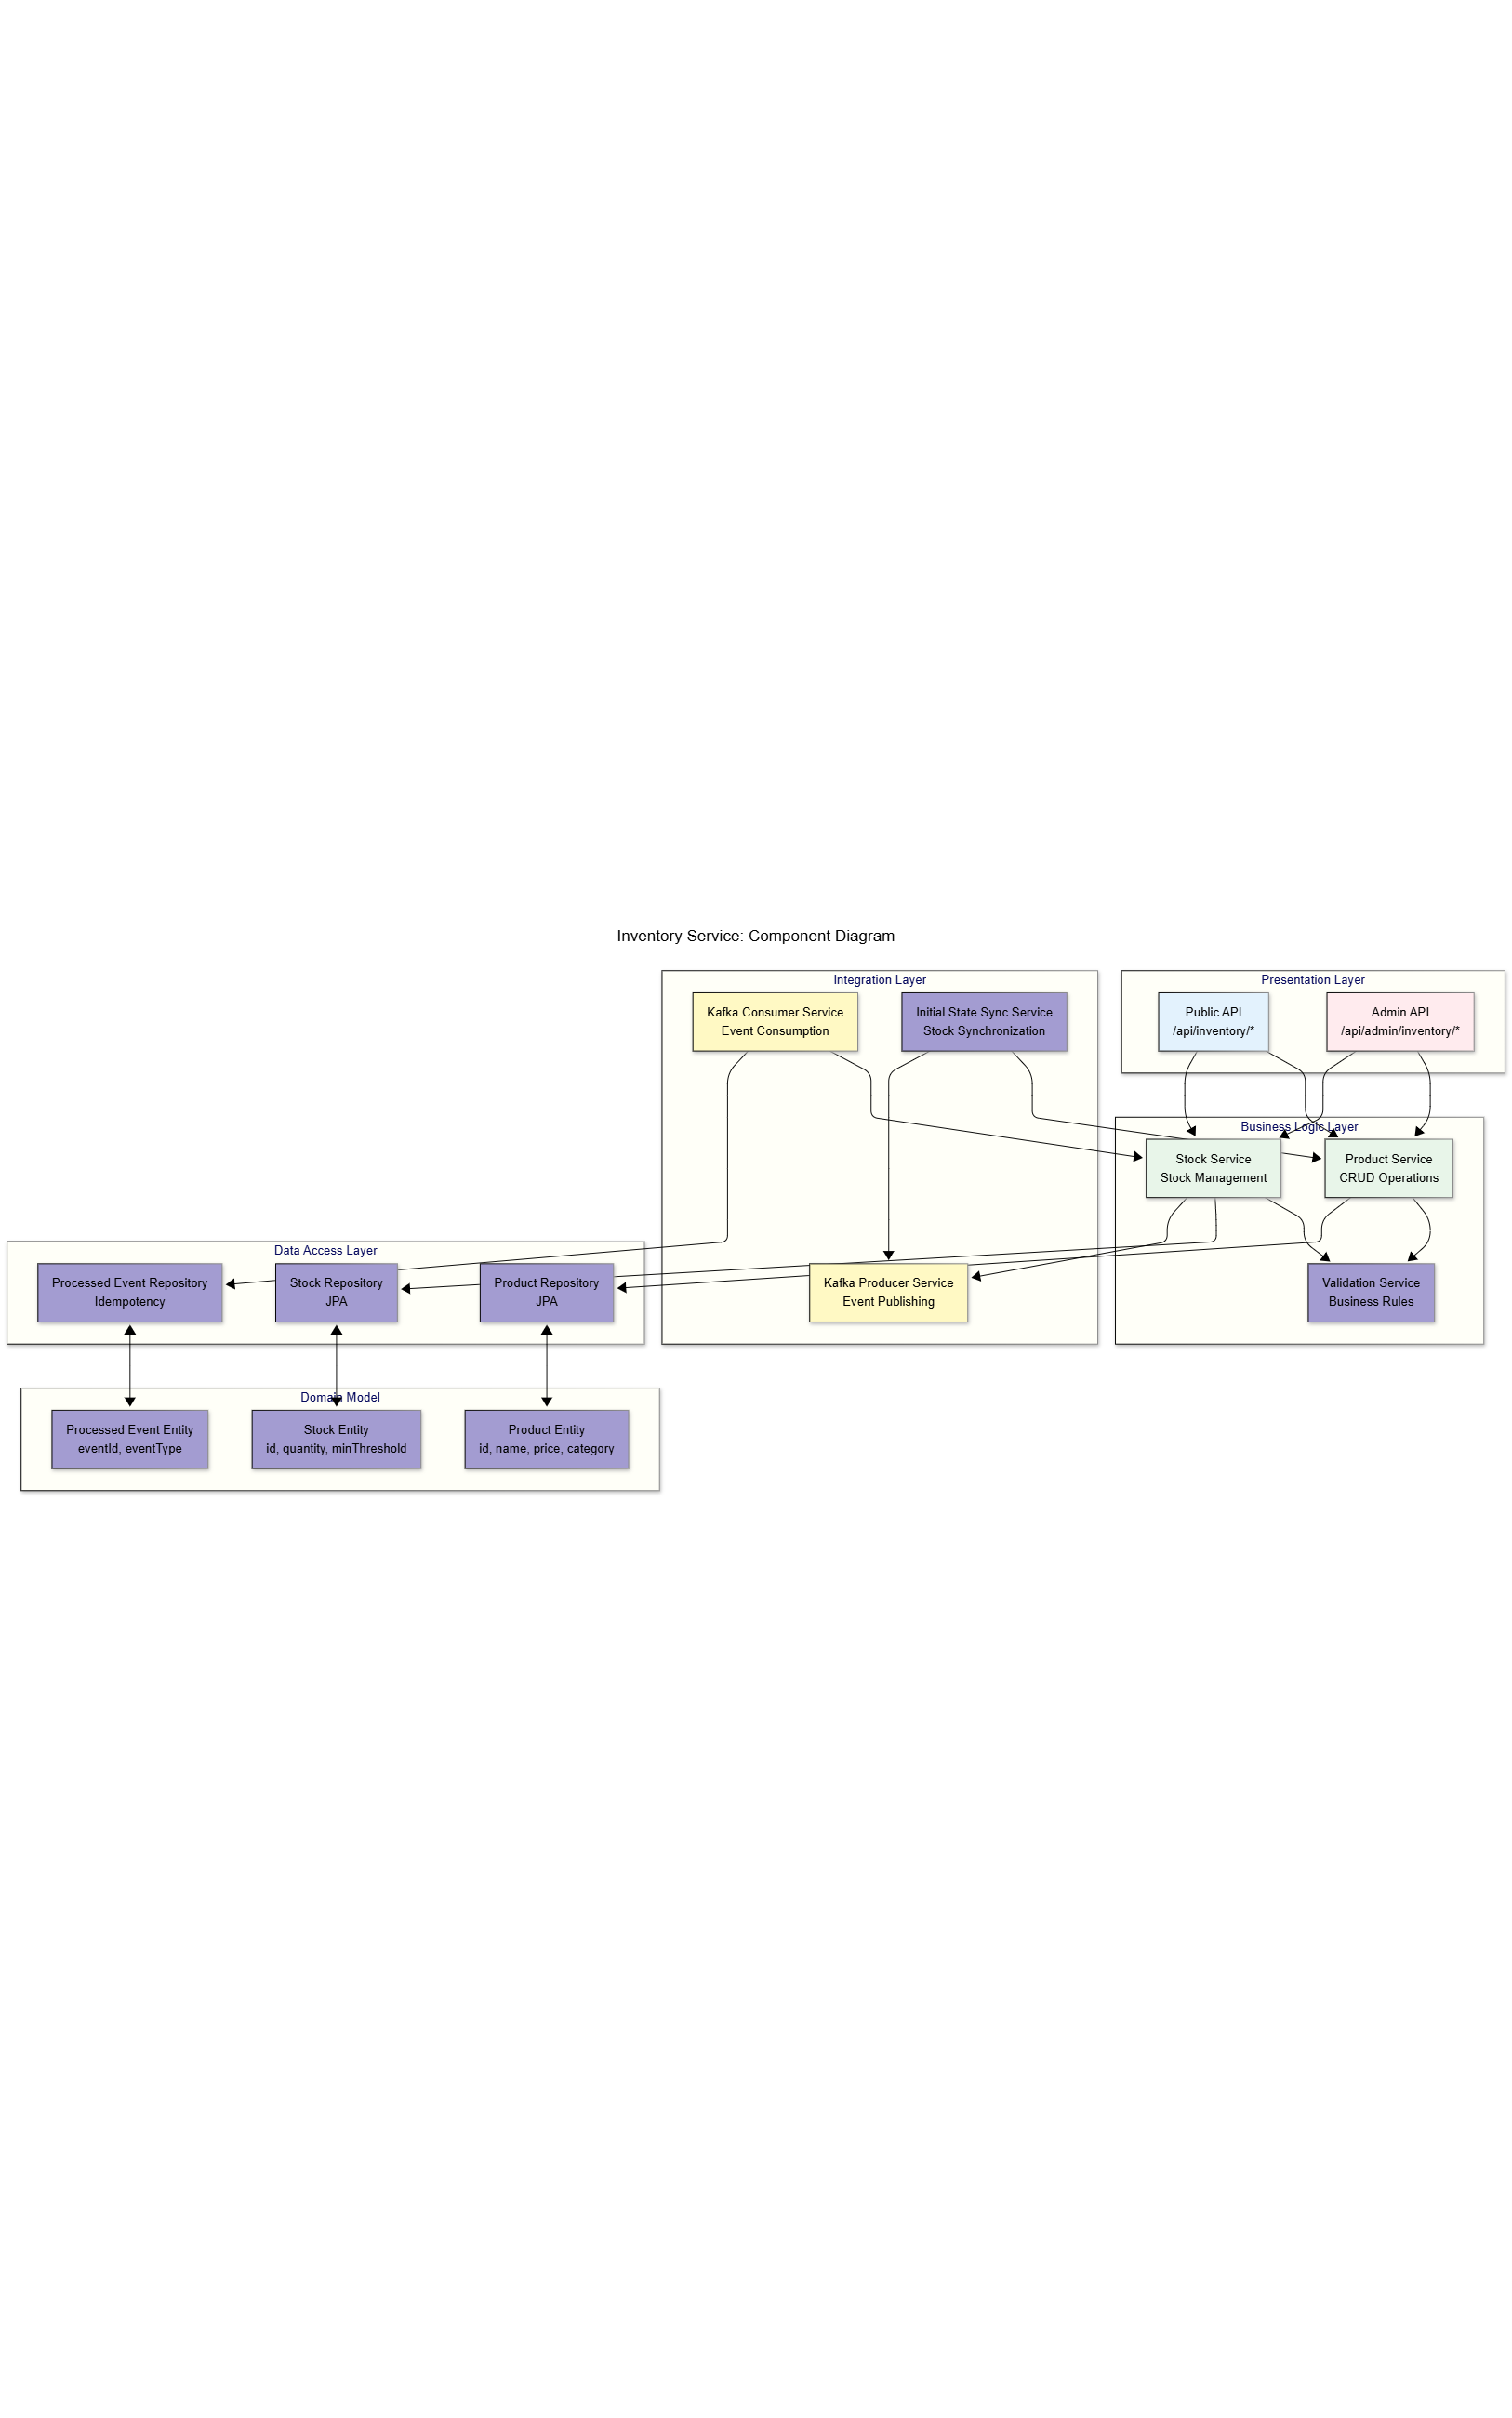 Inventory Service: Component Diagram
Integration Layer
Kafka Consumer Service
Event Consumption
Initial State Sync Service
Stock Synchronization
Presentation Layer
Public API
/api/inventory/*
Admin API
/api/admin/inventory/*
Business Logic Layer
Stock Service
Stock Management
Product Service
CRUD Operations
Data Access Layer
Processed Event Repository
Idempotency
Stock Repository
JPA
Product Repository
JPA
Kafka Producer Service
Event Publishing
Validation Service
Business Rules
Domain Model
Processed Event Entity
eventId, eventType
Stock Entity
id, quantity, minThreshold
Product Entity
id, name, price, category